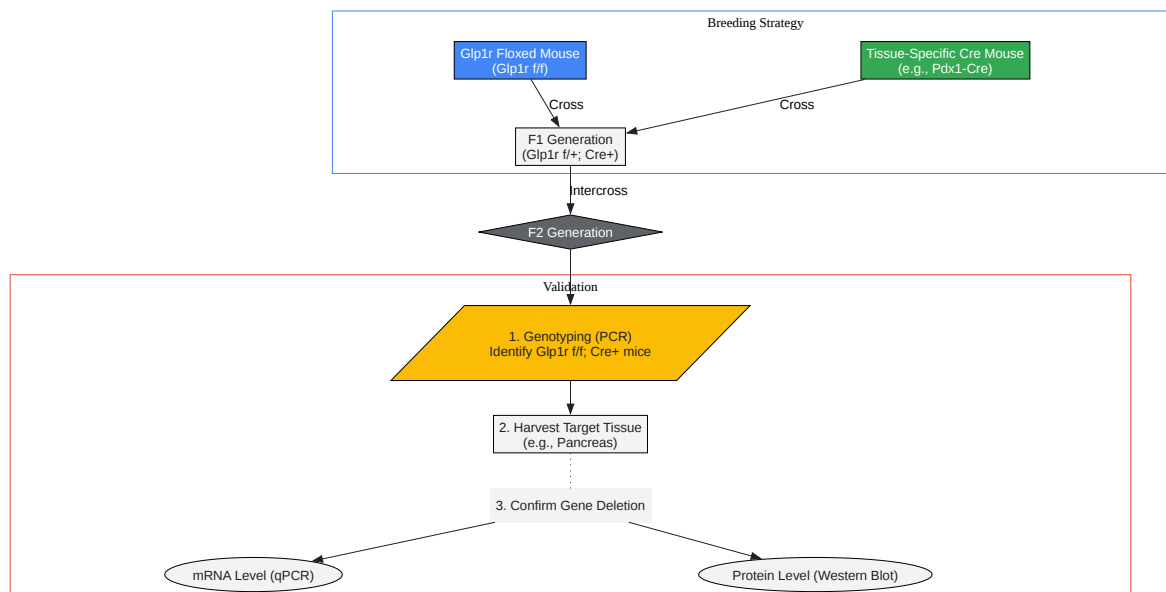 Breeding Strategy
Glp1r Floxed Mouse
(Glp1r f/f)
Tissue-Specific Cre Mouse
(e.g., Pdx1-Cre)
Cross
Cross
F1 Generation
(Glp1r f/+; Cre+)
Intercross
F2 Generation
Validation
1. Genotyping (PCR)
Identify Glp1r f/f; Cre+ mice
2. Harvest Target Tissue
(e.g., Pancreas)
3. Confirm Gene Deletion
mRNA Level (qPCR)
Protein Level (Western Blot)